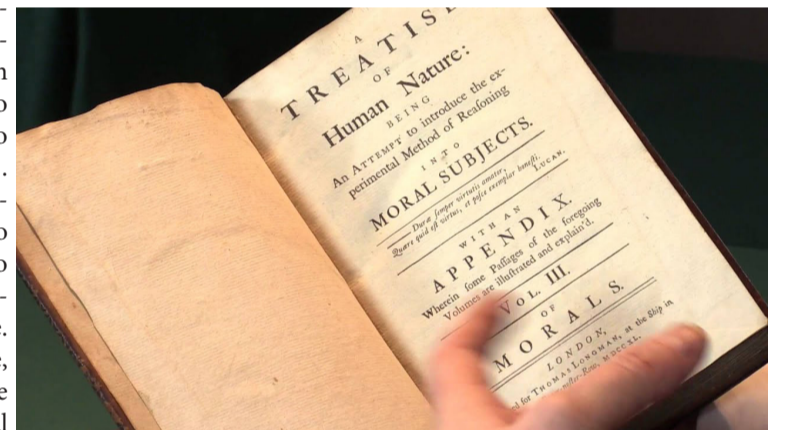 A
TREATISE
OF
Human Nature:
BEING
An ATTEMPT to introduce the ex-
perimental Method of Reaſoning
INTO
MORAL SUBJECTS.
Duræ ſemper virtutis amator,
Quære quid eſt virtus, et poſce exemplar honeſti.
LUCAN.
WITH AN
APPENDIX.
Wherein ſome Paſſages of the foregoing
Volumes are illuſtrated and explain'd.
VOL. III.
OF
MORALS.
LONDON,
ed for THOMAS LONGMAN, at the Ship in
noſter-Row, MDCCXL.